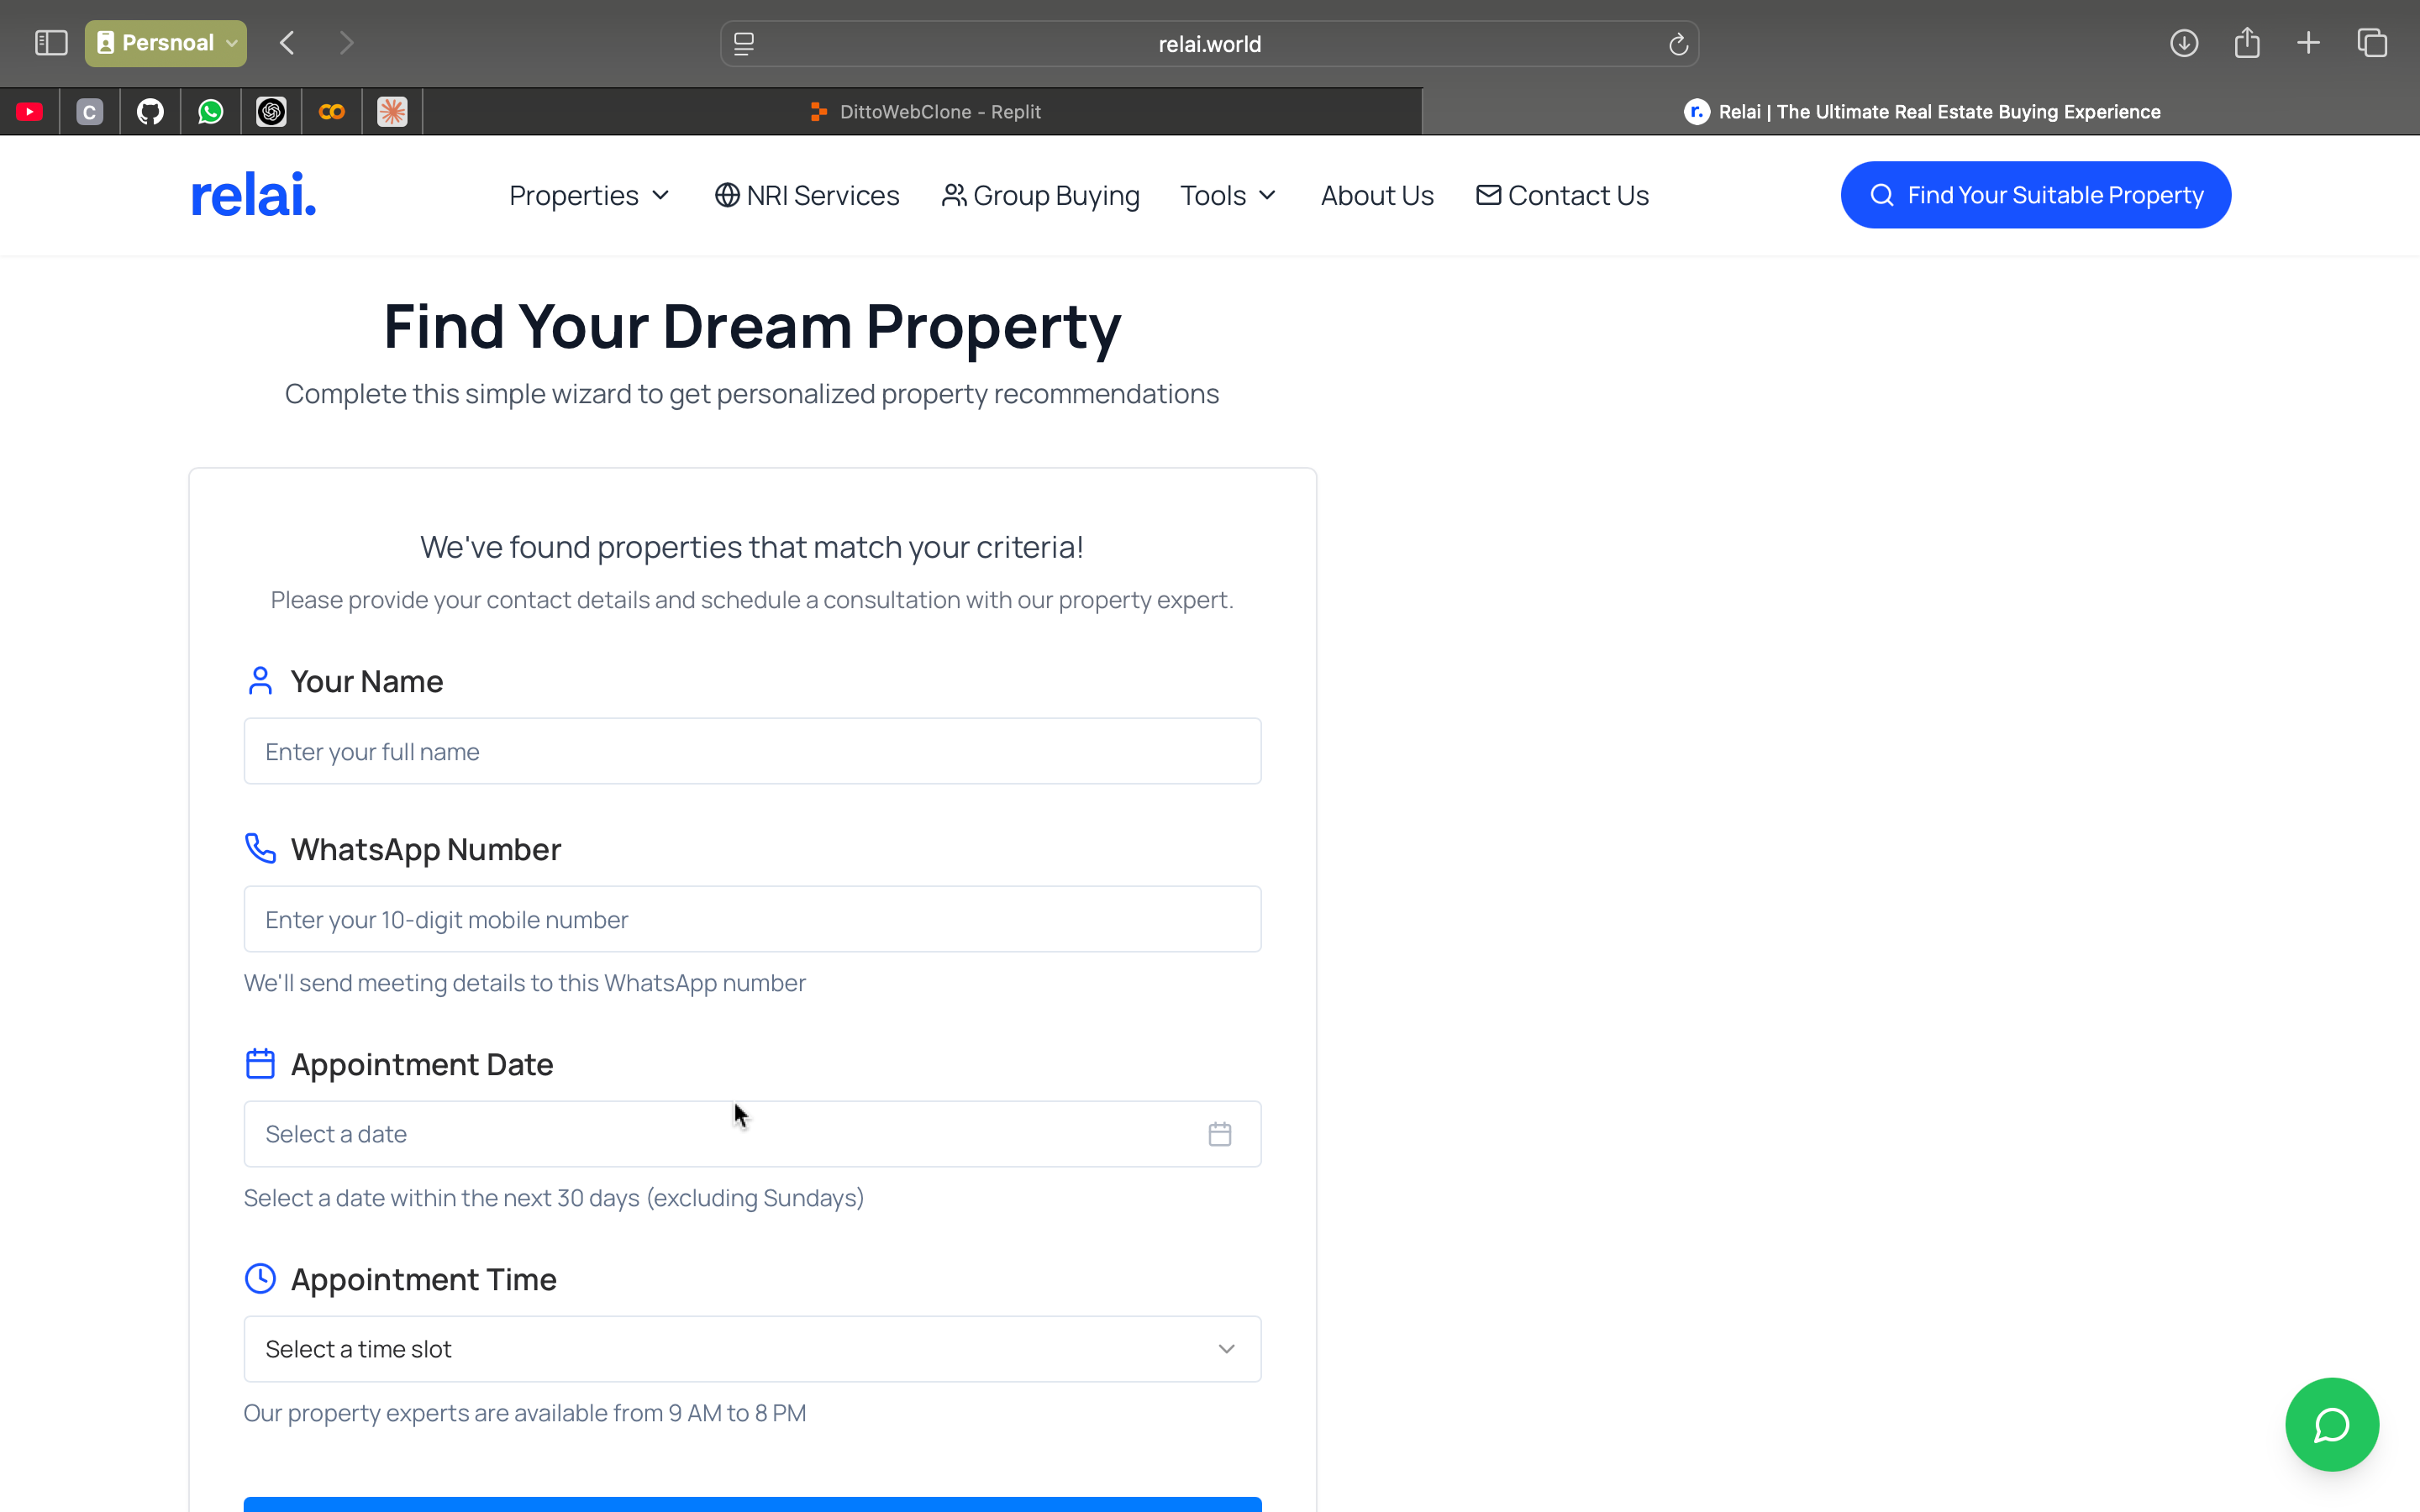 Persnoal
relai.world
C
DittoWebClone - Replit
r. Relai | The Ultimate Real Estate Buying Experience
relai.
Properties
NRI Services
Group Buying
Tools
About Us
Contact Us
Find Your Suitable Property
Find Your Dream Property
Complete this simple wizard to get personalized property recommendations
We've found properties that match your criteria!
Please provide your contact details and schedule a consultation with our property expert.
Your Name
Enter your full name
WhatsApp Number
Enter your 10-digit mobile number
We'll send meeting details to this WhatsApp number
Appointment Date
Select a date
Select a date within the next 30 days (excluding Sundays)
Appointment Time
Select a time slot
Our property experts are available from 9 AM to 8 PM